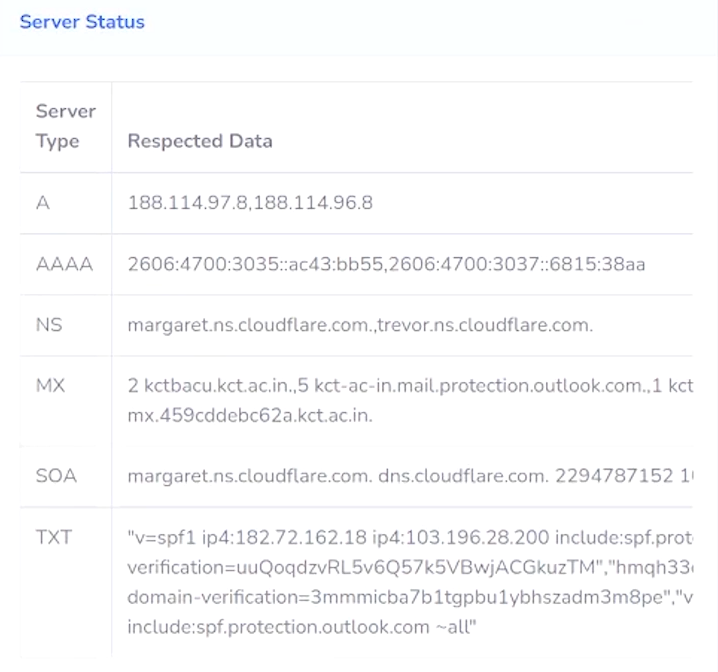 Server Status
Server
Type
Respected Data
A
188.114.97.8,188.114.96.8
AAAA
2606:4700:3035::ac43:bb55,2606:4700:3037::6815:38aa
NS
margaret.ns.cloudflare.com.,trevor.ns.cloudflare.com.
MX
2 kctbacu.kct.ac.in.,5 kct-ac-in.mail.protection.outlook.com.,1 kct
mx.459cddebc62a.kct.ac.in.
SOA
margaret.ns.cloudflare.com. dns.cloudflare.com. 2294787152
TXT
"v=spf1 ip4:182.72.162.18 ip4:103.196.28.200 include:spf.prot
verification=uuQoqdzvRL5v6Q57k5VBwjACGkuzTM","hmqh33
domain-verification=3mmmicba7b1tgpbu1ybhszadm3m8pe","v
include:spf.protection.outlook.com ~all"